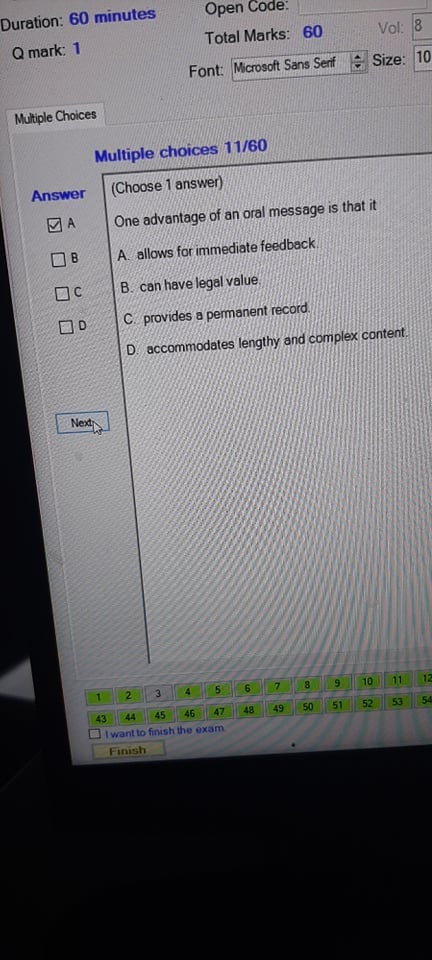 Duration: 60 minutes
Open Code:
Q mark: 1
Total Marks: 60
Vol: 8
Font: Microsoft Sans Serif
Size: 10
Multiple Choices
Multiple choices 11/60
Answer
(Choose 1 answer)
A
One advantage of an oral message is that it
B
A. allows for immediate feedback.
C
B. can have legal value.
D
C. provides a permanent record.
D. accommodates lengthy and complex content.
Next
1 2 3 4 5 6 7 8 9 10 11 12
43 44 45 46 47 48 49 50 51 52 53 54
I want to finish the exam.
Finish